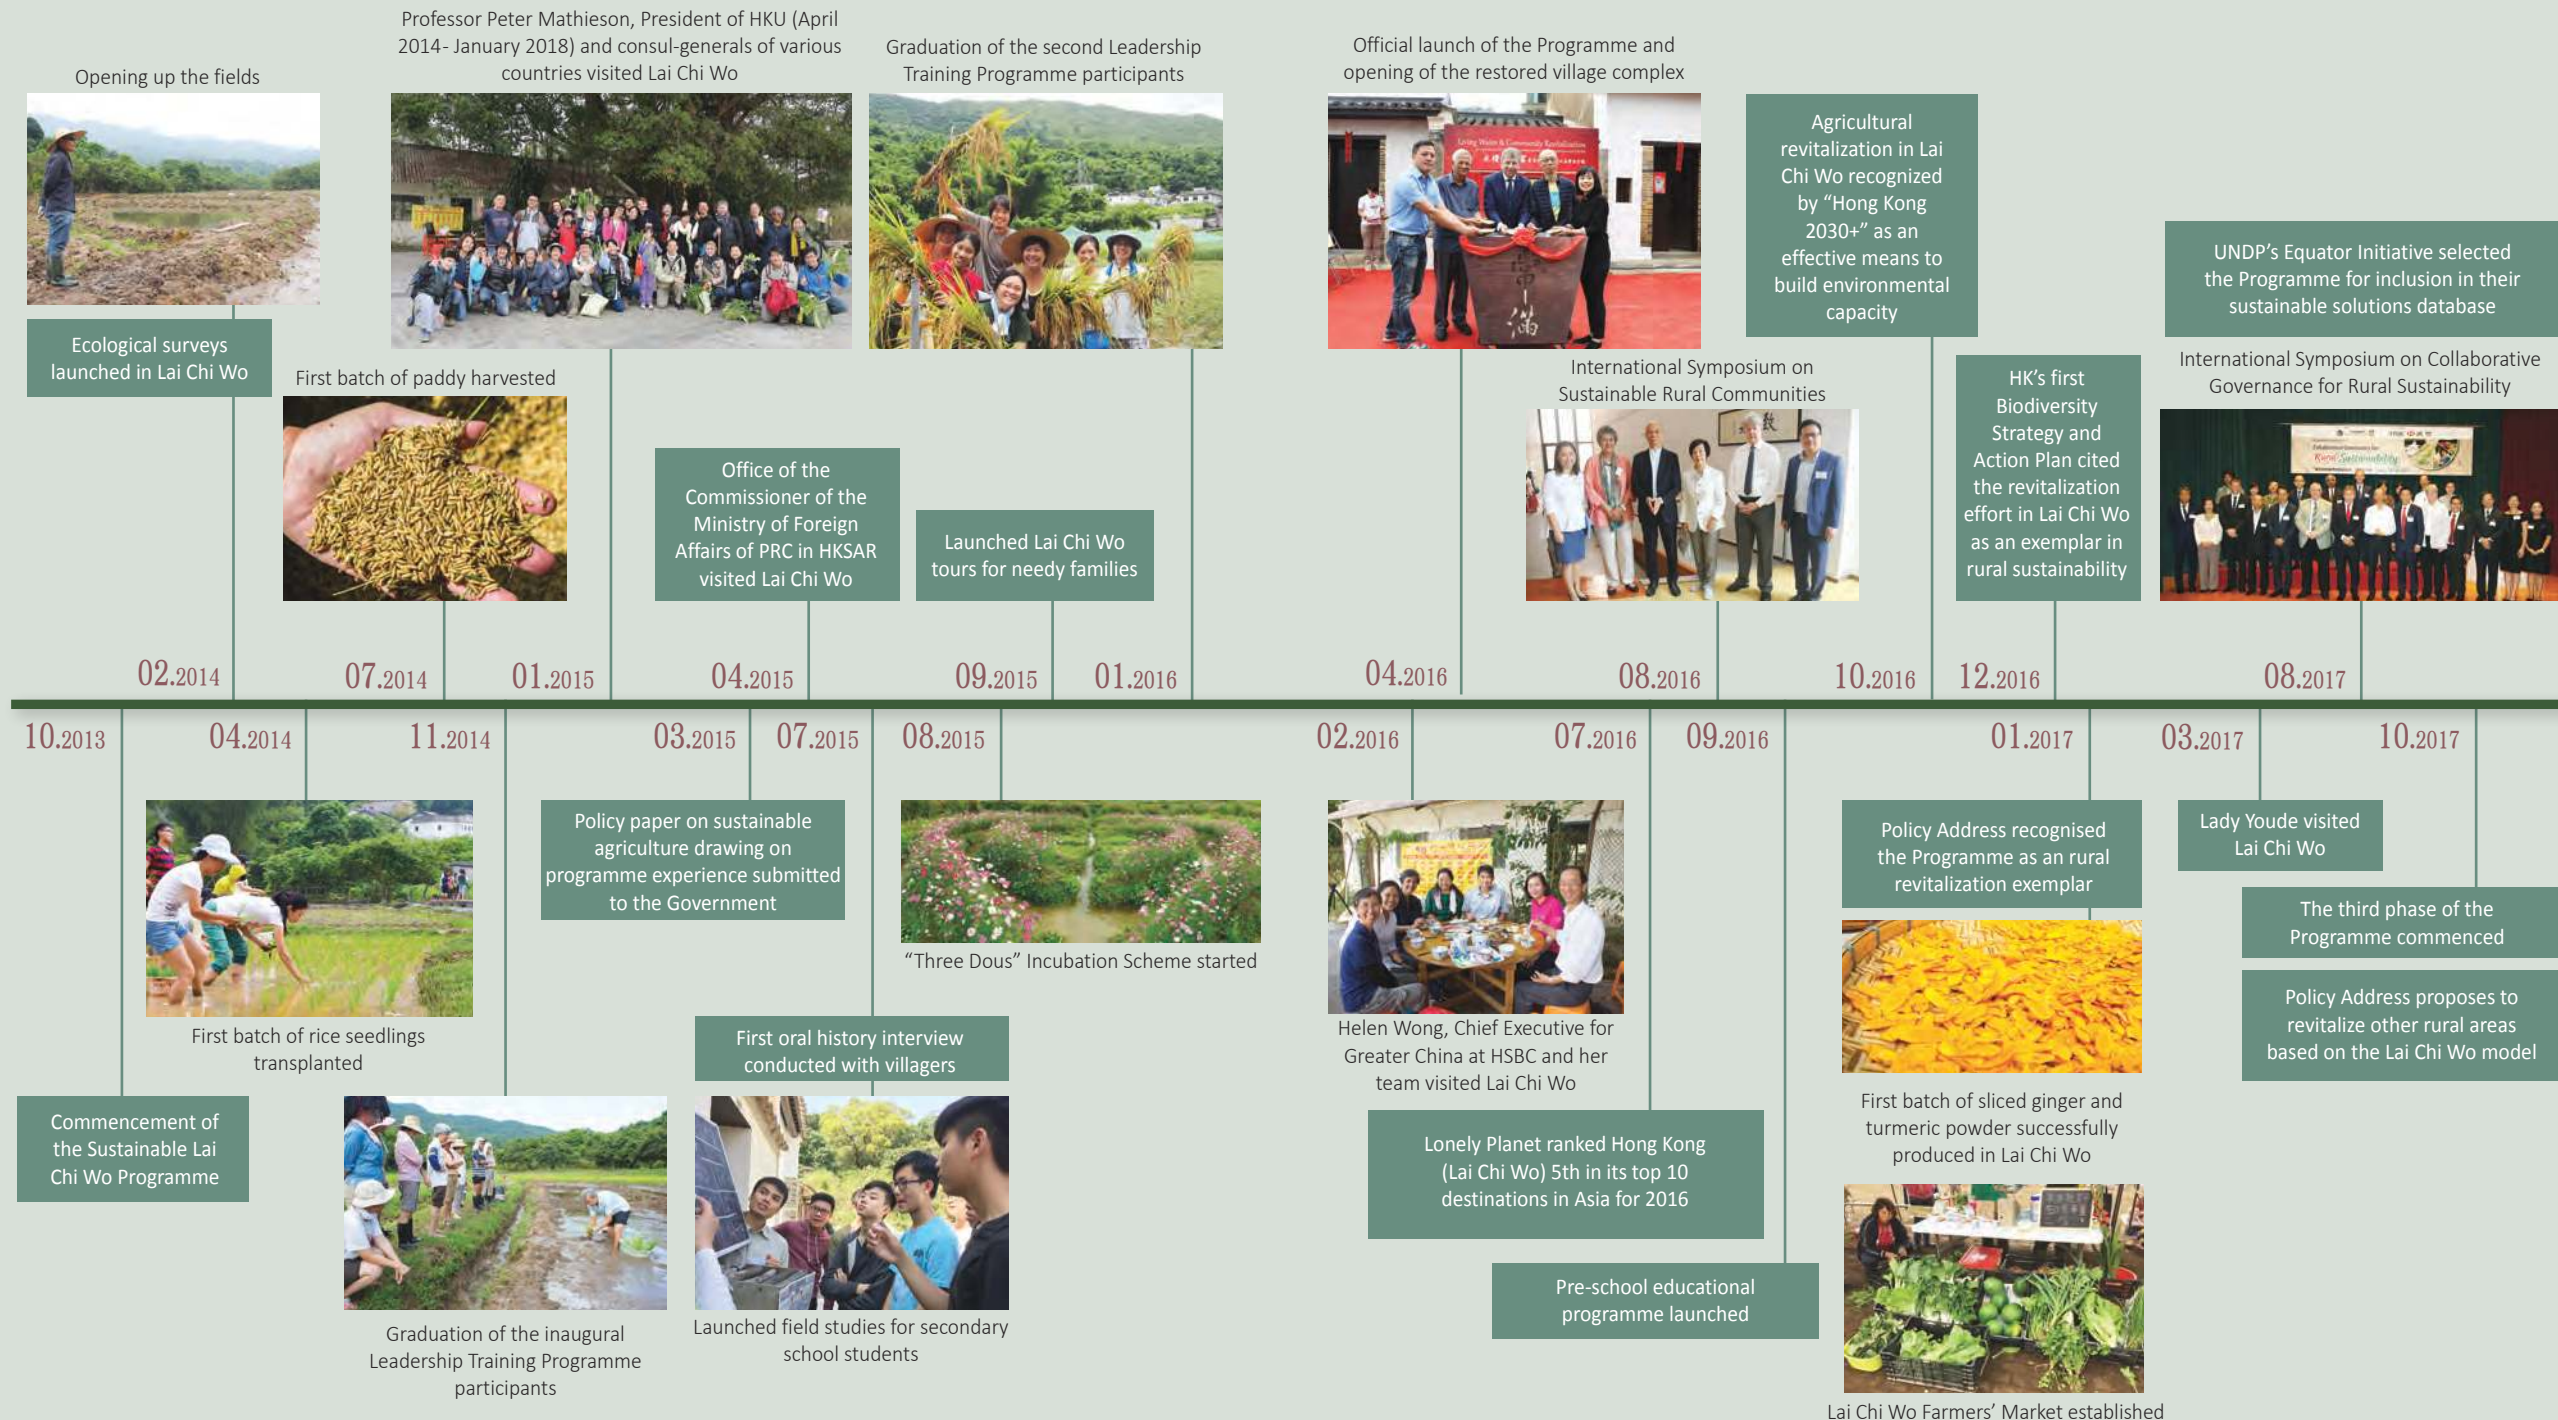 Opening up the fields
Ecological surveys
launched in Lai Chi Wo
02.2014
First batch of paddy harvested
07.2014
Professor Peter Mathieson, President of HKU (April
2014- January 2018) and consul-generals of various
countries visited Lai Chi Wo
01.2015
Office of the
Commissioner of the
Ministry of Foreign
Affairs of PRC in HKSAR
visited Lai Chi Wo
04.2015
Launched Lai Chi Wo
tours for needy families
09.2015
Graduation of the second Leadership
Training Programme participants
01.2016
Official launch of the Programme and
opening of the restored village complex
Living Water & Community Revitalization
04.2016
International Symposium on
Sustainable Rural Communities
08.2016
Agricultural
revitalization in Lai
Chi Wo recognized
by “Hong Kong
2030+” as an
effective means to
build environmental
capacity
10.2016
HK’s first
Biodiversity
Strategy and
Action Plan cited
the revitalization
effort in Lai Chi Wo
as an exemplar in
rural sustainability
12.2016
UNDP’s Equator Initiative selected
the Programme for inclusion in their
sustainable solutions database
International Symposium on Collaborative
Governance for Rural Sustainability
Rural Sustainability
08.2017
10.2013
Commencement of
the Sustainable Lai
Chi Wo Programme
04.2014
First batch of rice seedlings
transplanted
11.2014
Graduation of the inaugural
Leadership Training Programme
participants
03.2015
Policy paper on sustainable
agriculture drawing on
programme experience submitted
to the Government
07.2015
First oral history interview
conducted with villagers
Launched field studies for secondary
school students
08.2015
“Three Dous” Incubation Scheme started
02.2016
Helen Wong, Chief Executive for
Greater China at HSBC and her
team visited Lai Chi Wo
07.2016
Lonely Planet ranked Hong Kong
(Lai Chi Wo) 5th in its top 10
destinations in Asia for 2016
09.2016
Pre-school educational
programme launched
01.2017
Policy Address recognised
the Programme as an rural
revitalization exemplar
First batch of sliced ginger and
turmeric powder successfully
produced in Lai Chi Wo
Lai Chi Wo Farmers’ Market established
03.2017
Lady Youde visited
Lai Chi Wo
10.2017
The third phase of the
Programme commenced
Policy Address proposes to
revitalize other rural areas
based on the Lai Chi Wo model